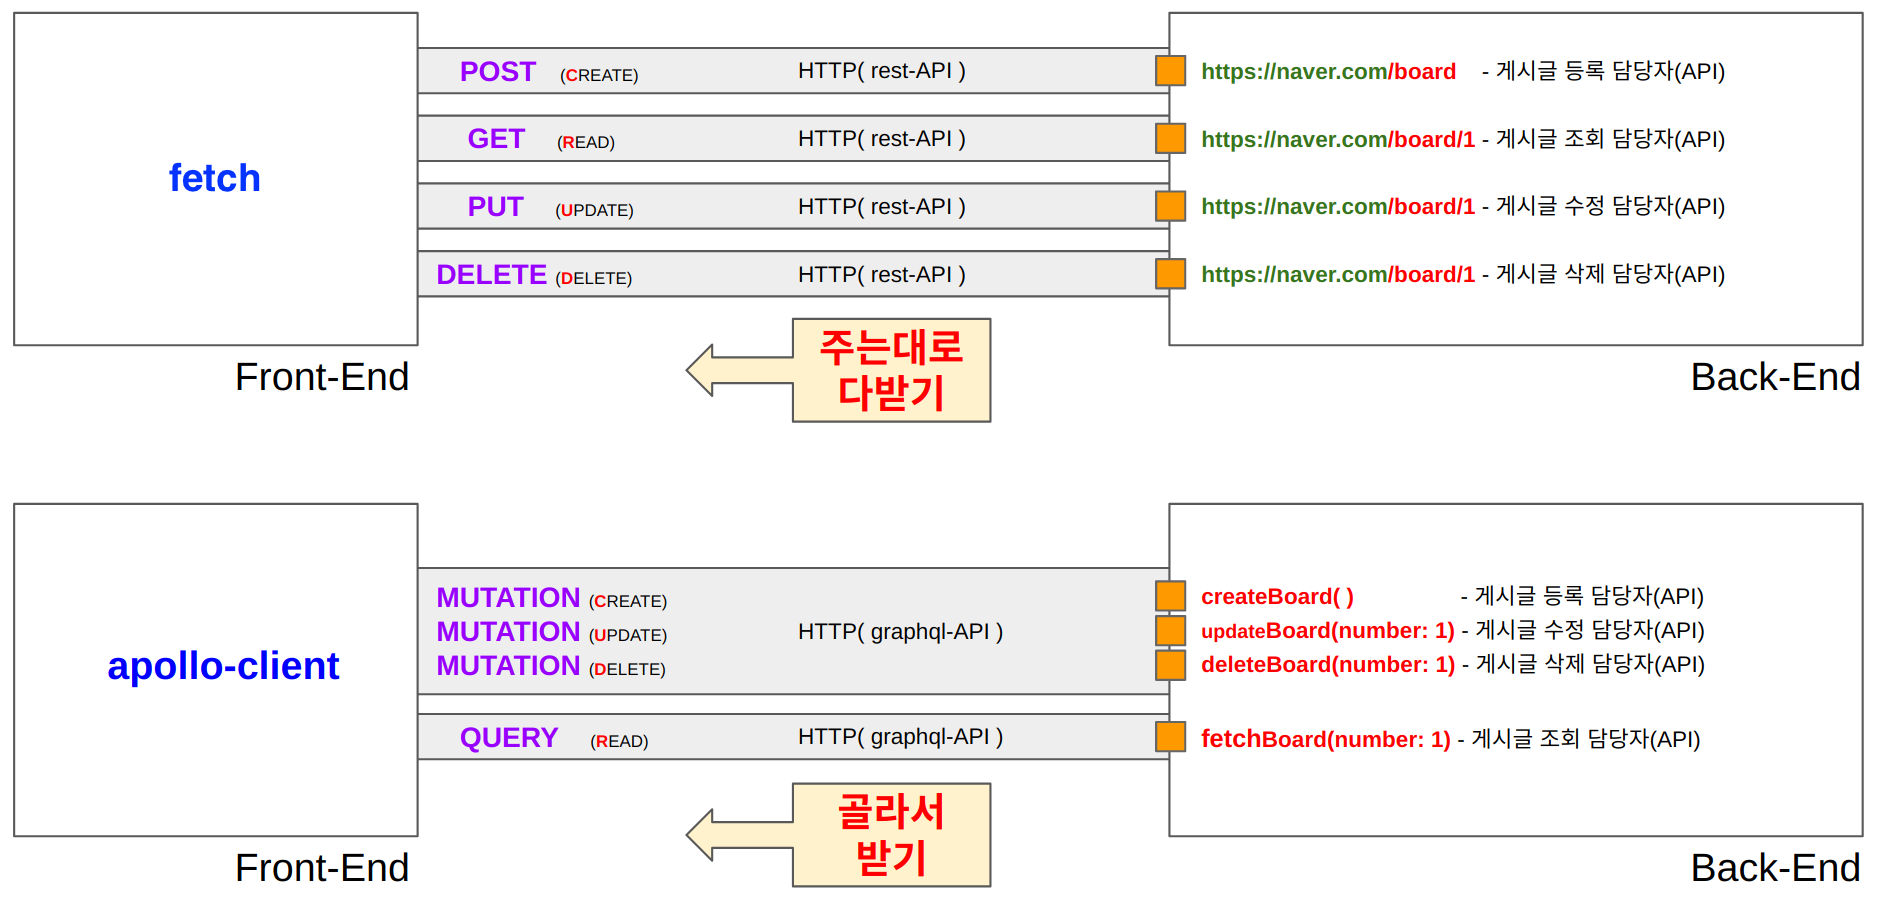 fetch
POST (CREATE) HTTP( rest-API ) https://naver.com/board - 게시글 등록 담당자(API)
GET (READ) HTTP( rest-API ) https://naver.com/board/1 - 게시글 조회 담당자(API)
PUT (UPDATE) HTTP( rest-API ) https://naver.com/board/1 - 게시글 수정 담당자(API)
DELETE (DELETE) HTTP( rest-API ) https://naver.com/board/1 - 게시글 삭제 담당자(API)
주는대로
다받기
Front-End
Back-End
apollo-client
MUTATION (CREATE)
MUTATION (UPDATE)
MUTATION (DELETE)
HTTP( graphql-API )
createBoard( ) - 게시글 등록 담당자(API)
updateBoard(number: 1) - 게시글 수정 담당자(API)
deleteBoard(number: 1) - 게시글 삭제 담당자(API)
QUERY (READ) HTTP( graphql-API ) fetchBoard(number: 1) - 게시글 조회 담당자(API)
골라서
받기
Front-End
Back-End